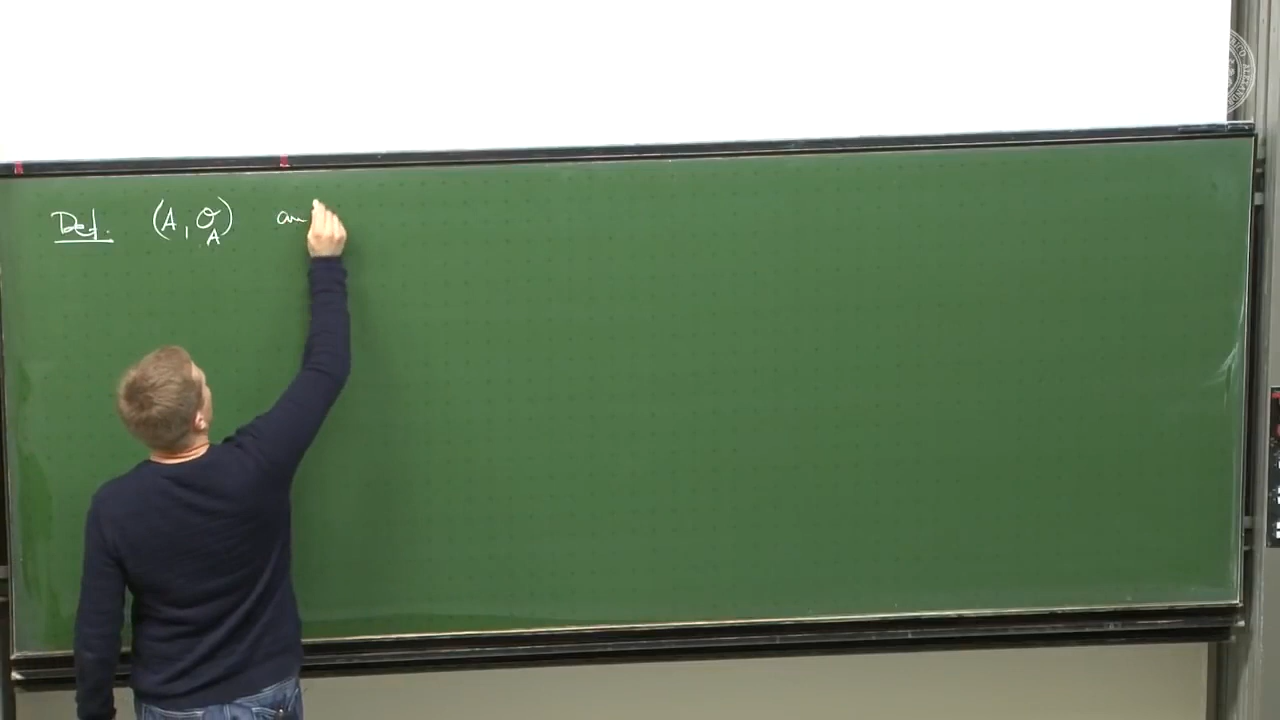 Def. (A, 𝒪_A) an